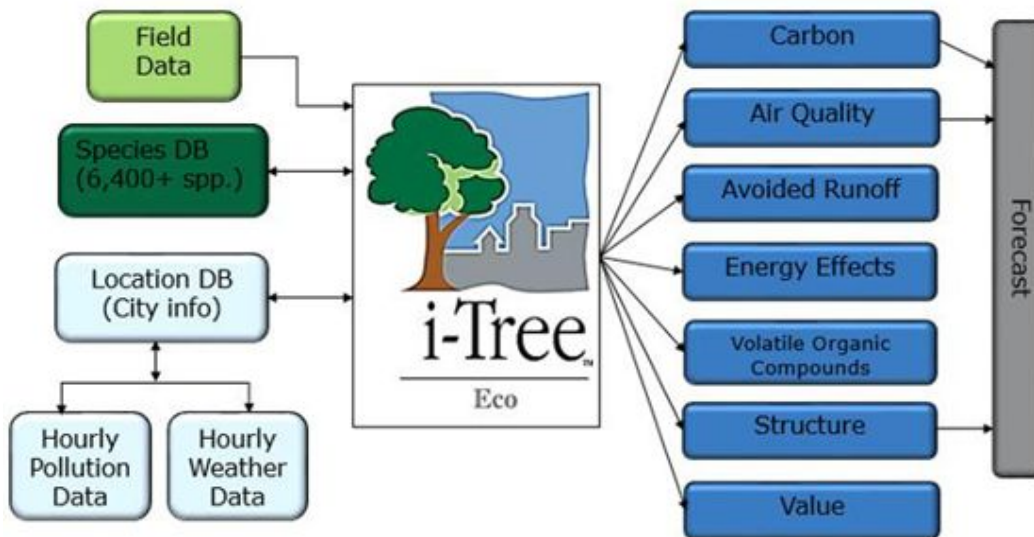 Field
Data
Species DB
(6,400+ spp.)
Location DB
(City info)
Hourly
Pollution
Data
Hourly
Weather
Data
i-Tree™
Eco
Carbon
Air Quality
Avoided Runoff
Energy Effects
Volatile Organic
Compounds
Structure
Value
Forecast